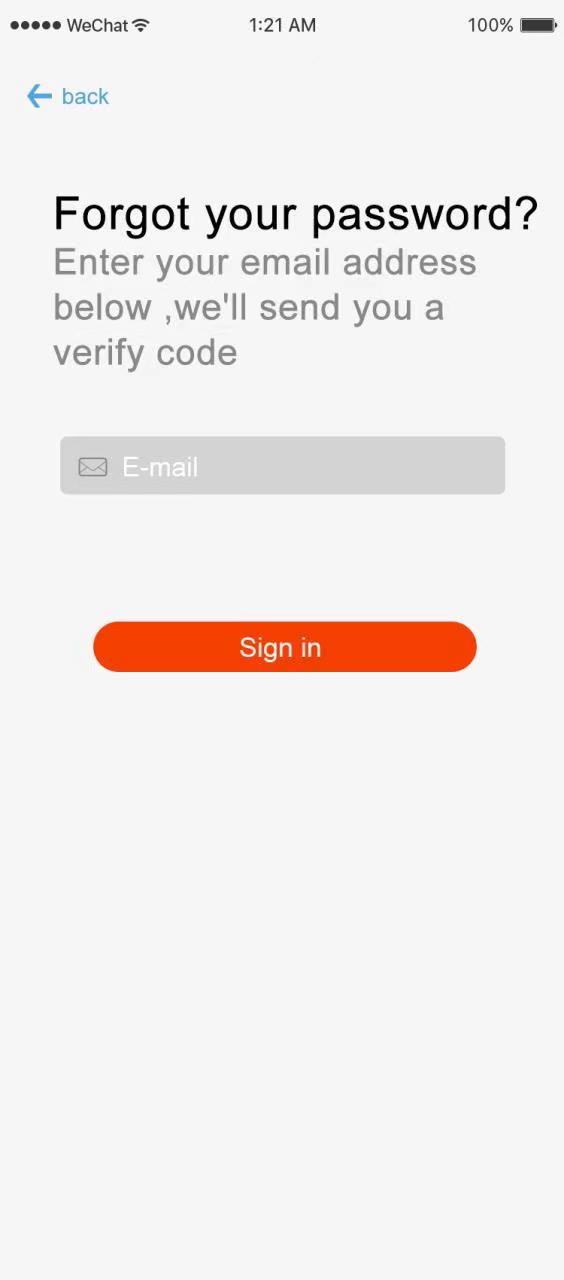 ●●●●● WeChat 1:21 AM 100%
back
Forgot your password?
Enter your email address
below ,we'll send you a
verify code
E-mail
Sign in